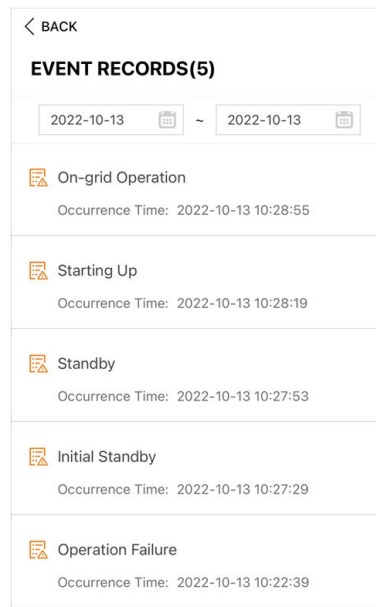 BACK
EVENT RECORDS(5)
2022-10-13 ~ 2022-10-13
On-grid Operation
Occurrence Time: 2022-10-13 10:28:55
Starting Up
Occurrence Time: 2022-10-13 10:28:19
Standby
Occurrence Time: 2022-10-13 10:27:53
Initial Standby
Occurrence Time: 2022-10-13 10:27:29
Operation Failure
Occurrence Time: 2022-10-13 10:22:39